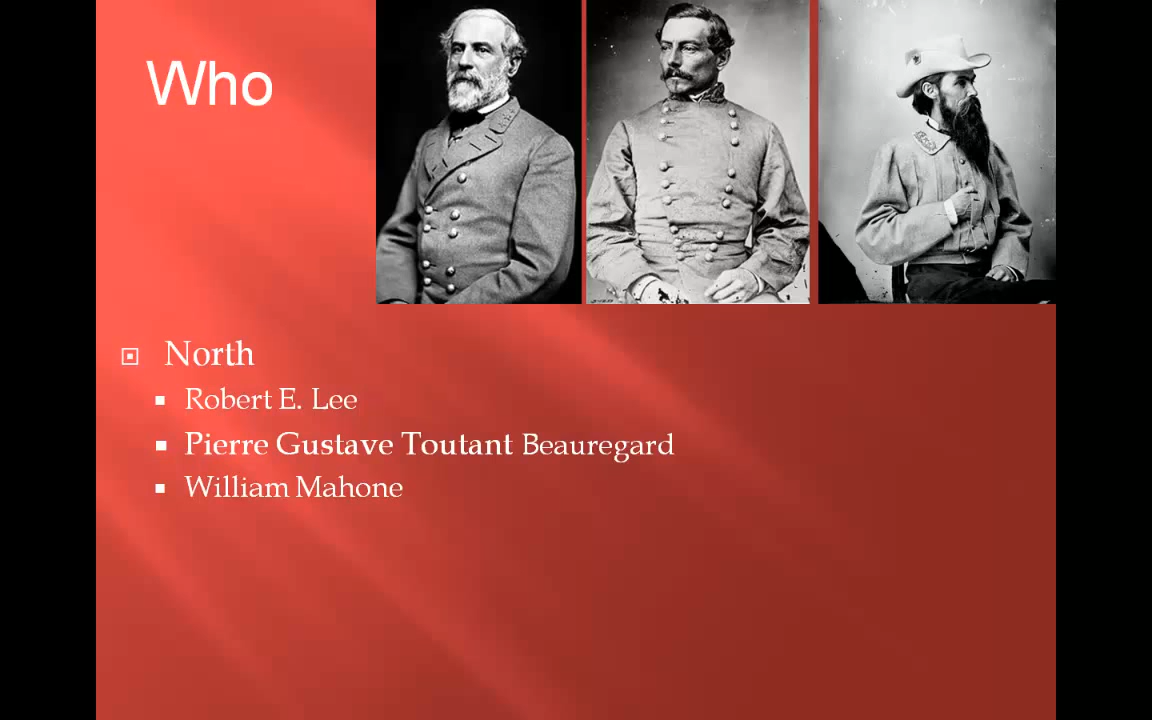 Who
North
Robert E. Lee
Pierre Gustave Toutant Beauregard
William Mahone